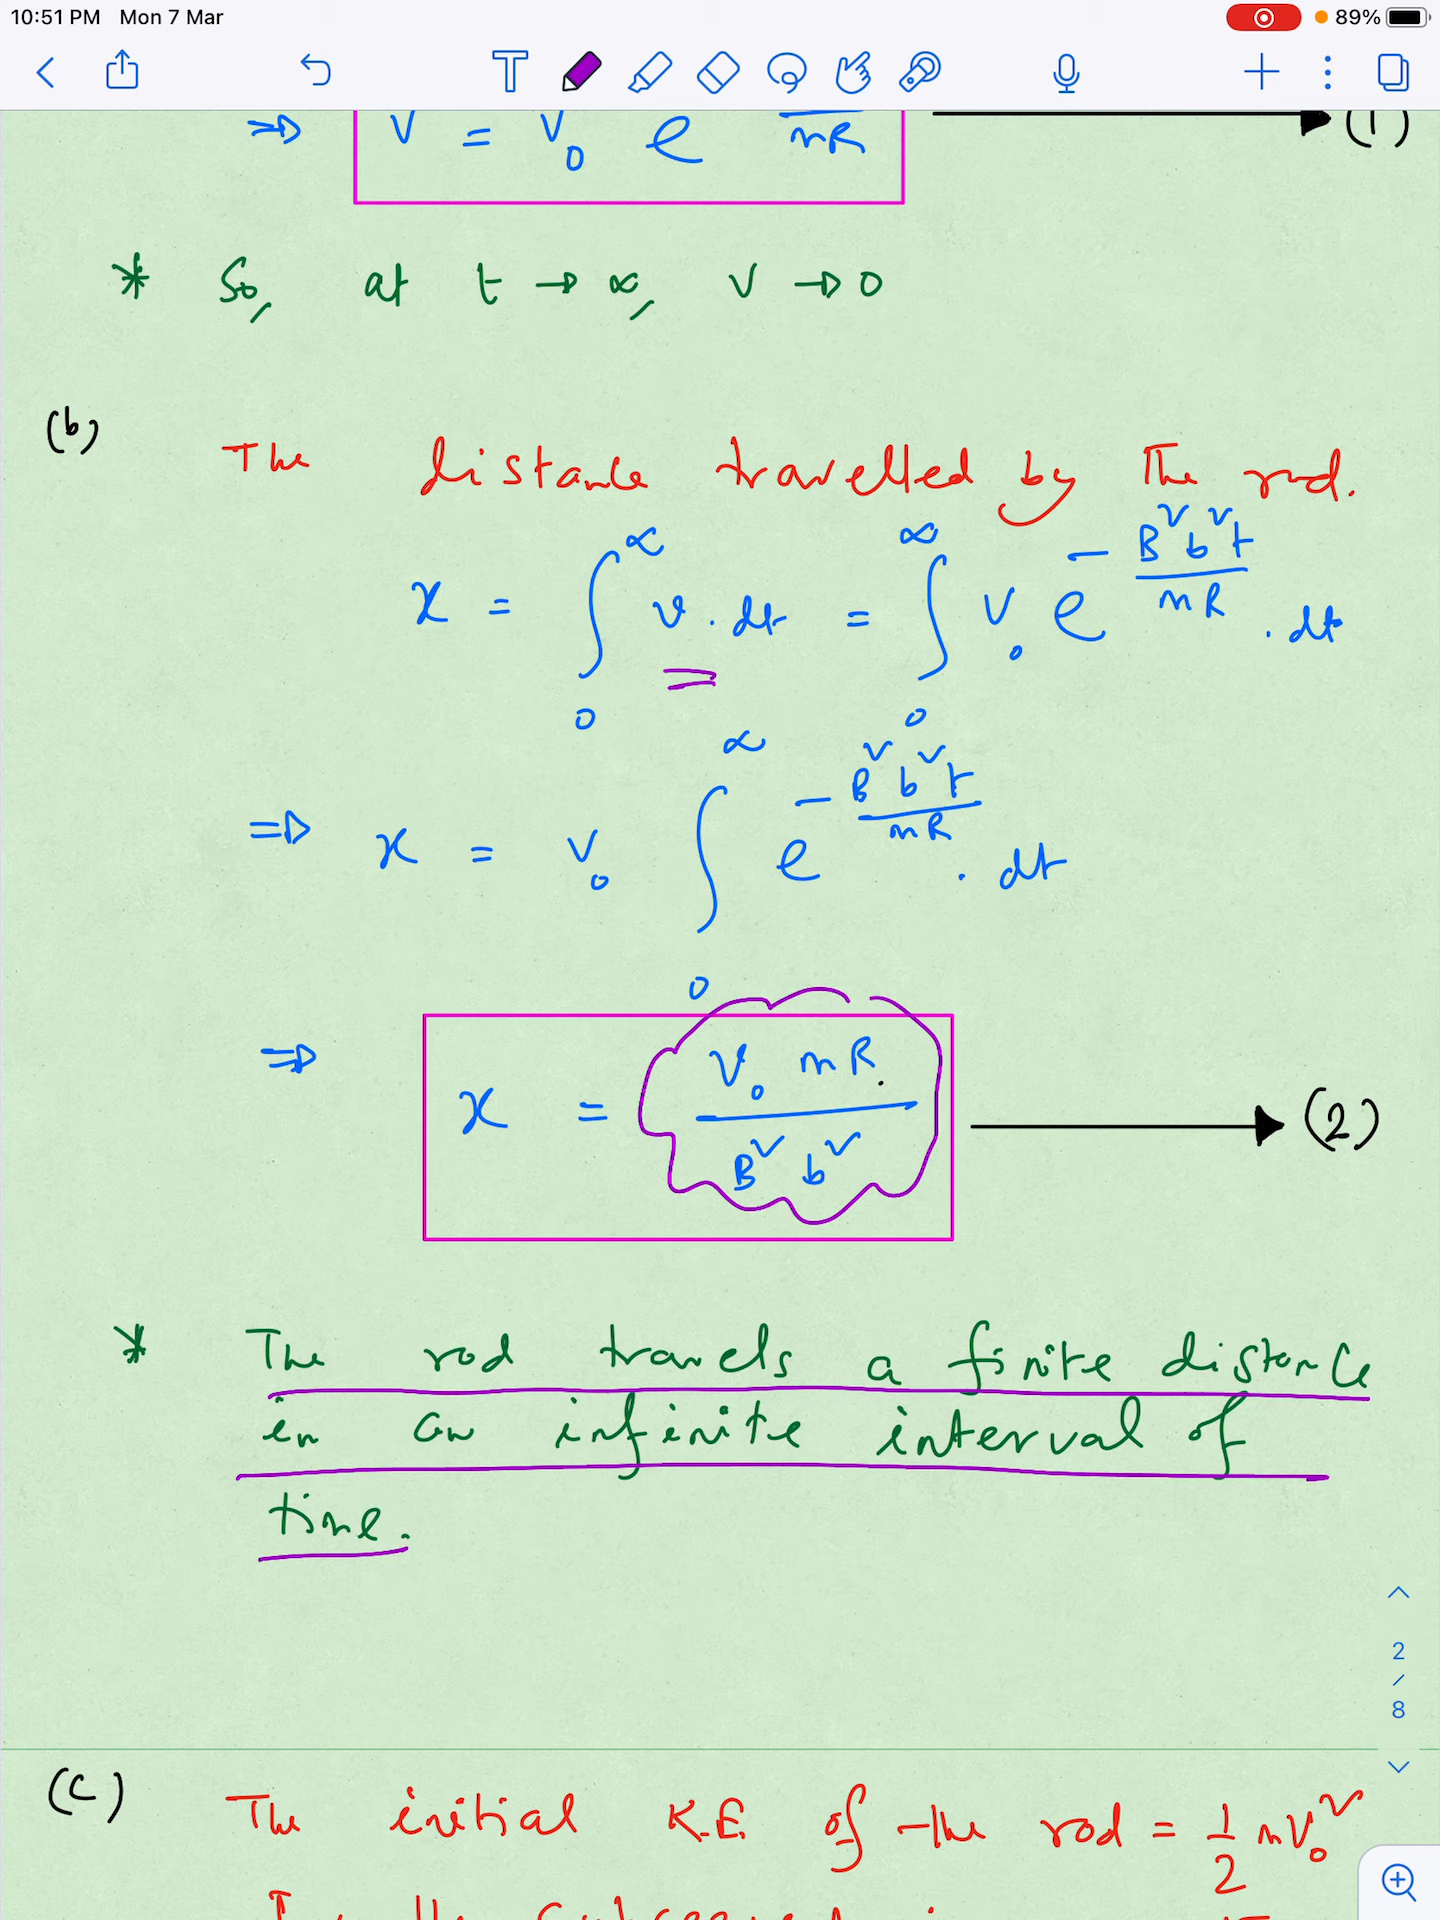 10:51 PM Mon 7 Mar 89%
T
⇒ V = V₀ e mR (1)
* So, at t → ∞, V → 0
(b)
The distance travelled by the rod.
x = ∫₀^∞ v . dt = ∫₀^∞ V₀ e^(−B²b²t/mR) . dt
⇒ x = V₀ ∫₀^∞ e^(−B²b²t/mR) . dt
⇒ x = V₀ mR / B² b² (2)
* The rod travels a finite distance
in an infinite interval of
time.
2
/
8
(C) The initial K.E. of the rod = 1/2 mV₀²